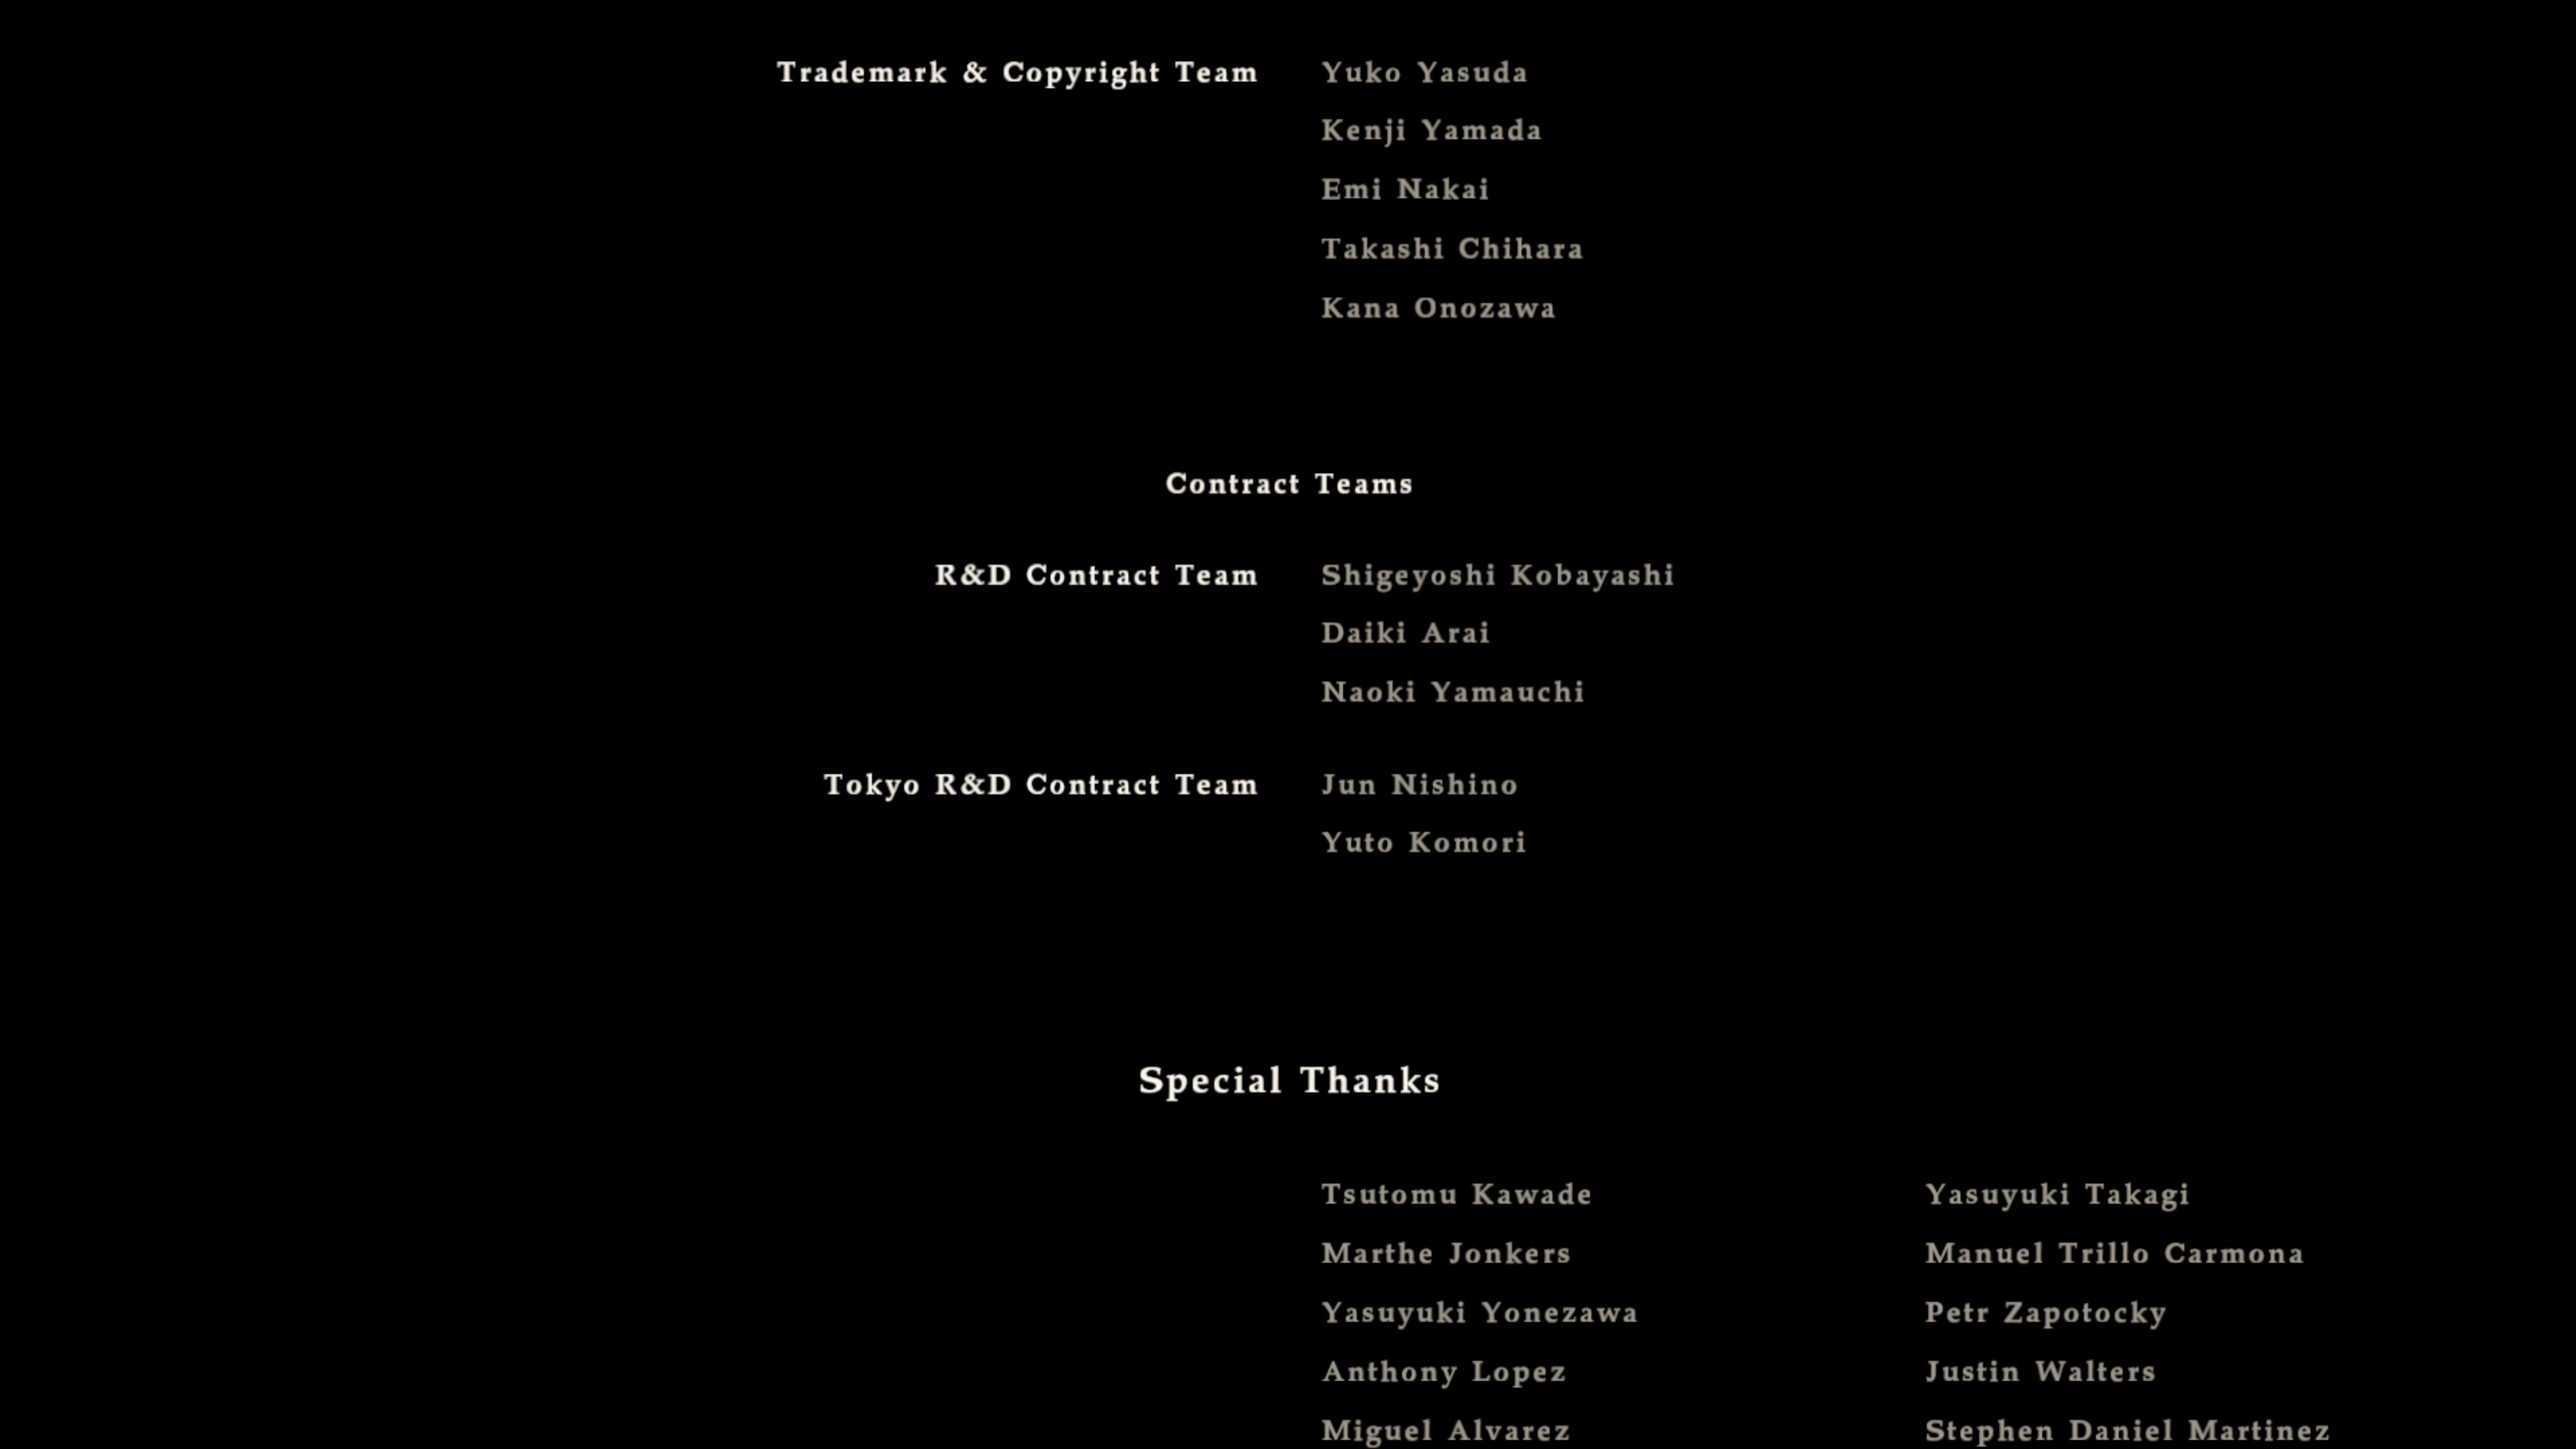 Trademark & Copyright Team Yuko Yasuda
Kenji Yamada
Emi Nakai
Takashi Chihara
Kana Onozawa
Contract Teams
R&D Contract Team Shigeyoshi Kobayashi
Daiki Arai
Naoki Yamauchi
Tokyo R&D Contract Team Jun Nishino
Yuto Komori
Special Thanks
Tsutomu Kawade Yasuyuki Takagi
Marthe Jonkers Manuel Trillo Carmona
Yasuyuki Yonezawa Petr Zapotocky
Anthony Lopez Justin Walters
Miguel Alvarez Stephen Daniel Martinez